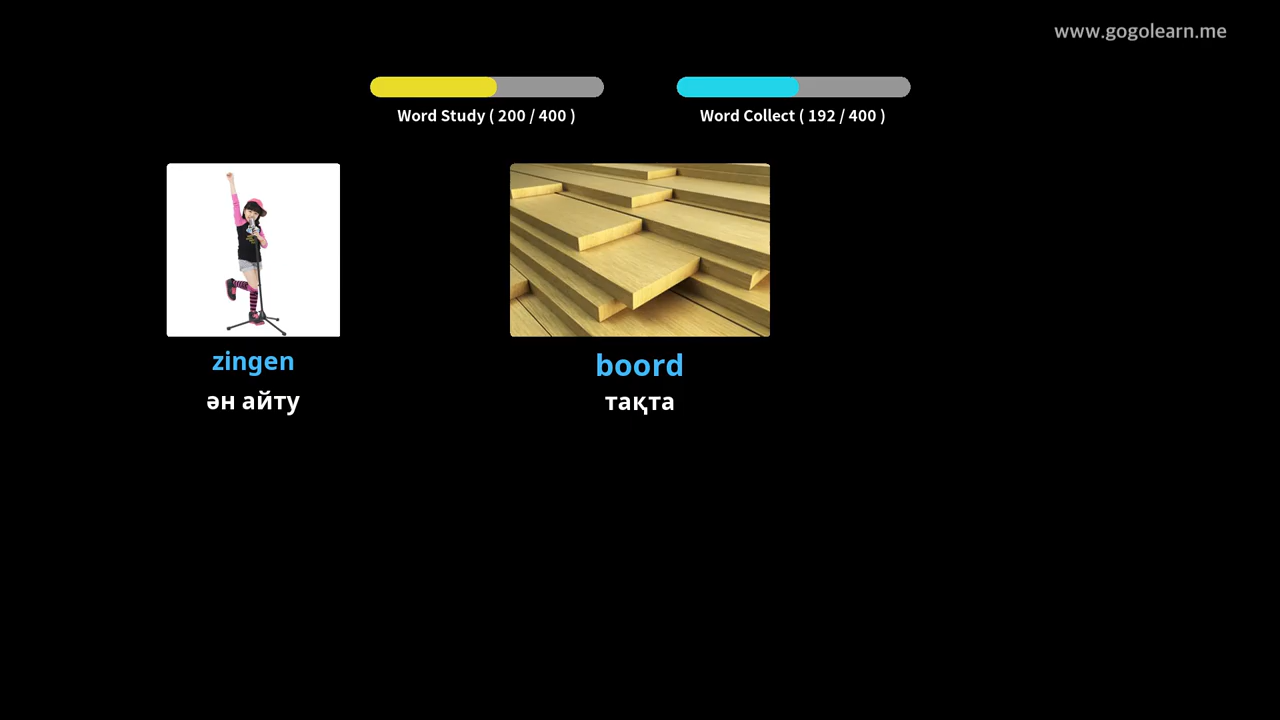 www.gogolearn.me
Word Study ( 200 / 400 )
Word Collect ( 192 / 400 )
zingen
ән айту
boord
тақта